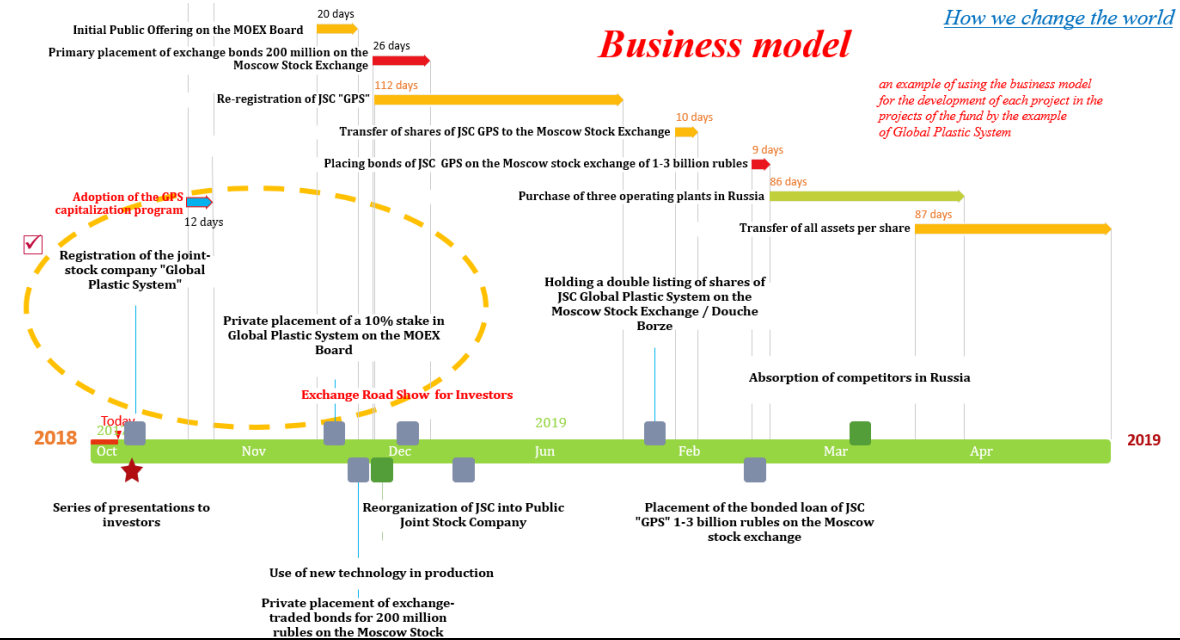 How we change the world
Business model
an example of using the business model
for the development of each project in the
projects of the fund by the example
of Global Plastic System
20 days
Initial Public Offering on the MOEX Board
26 days
Primary placement of exchange bonds 200 million on the
Moscow Stock Exchange
112 days
Re-registration of JSC "GPS"
10 days
Transfer of shares of JSC GPS to the Moscow Stock Exchange
9 days
Placing bonds of JSC GPS on the Moscow stock exchange of 1-3 billion rubles
86 days
Purchase of three operating plants in Russia
87 days
Transfer of all assets per share
Adoption of the GPS
capitalization program
12 days
Registration of the joint-
stock company "Global
Plastic System"
Private placement of a 10% stake in
Global Plastic System on the MOEX
Board
Exchange Road Show for Investors
Holding a double listing of shares of
JSC Global Plastic System on the
Moscow Stock Exchange / Douche
Borze
Absorption of competitors in Russia
Today
2019
2018
Oct Nov Dec Jun Feb Mar Apr
2019
Series of presentations to
investors
Reorganization of JSC into Public
Joint Stock Company
Placement of the bonded loan of JSC
"GPS" 1-3 billion rubles on the Moscow
stock exchange
Use of new technology in production
Private placement of exchange-
traded bonds for 200 million
rubles on the Moscow Stock